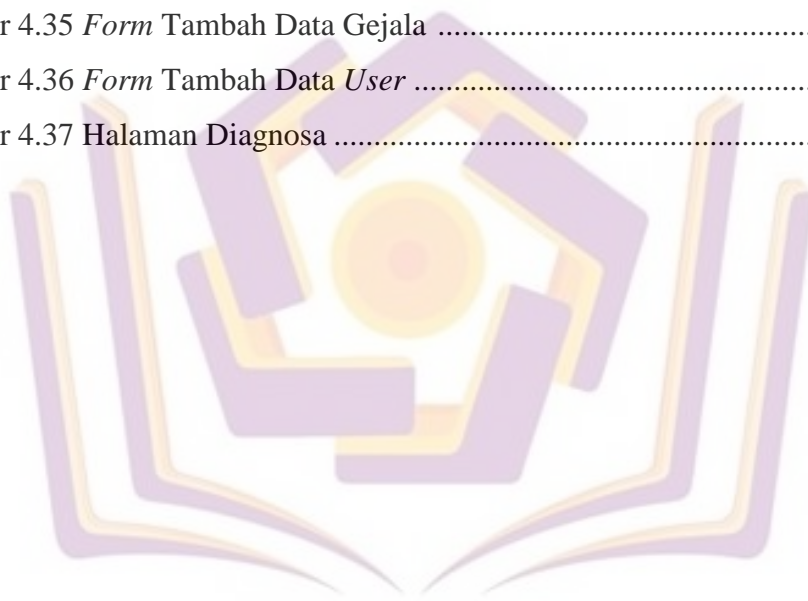 r 4.35 Form Tambah Data Gejala ................................................
r 4.36 Form Tambah Data User ...................................................
r 4.37 Halaman Diagnosa ............................................................